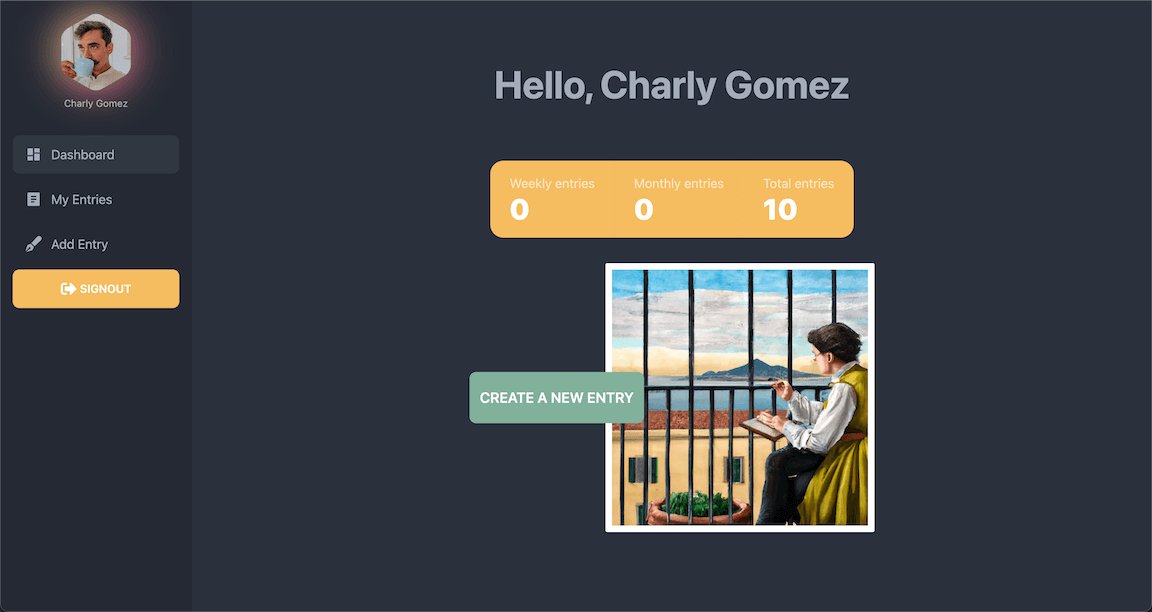 Charly Gomez
Dashboard
My Entries
Add Entry
SIGNOUT
Hello, Charly Gomez
Weekly entries
0
Monthly entries
0
Total entries
10
CREATE A NEW ENTRY